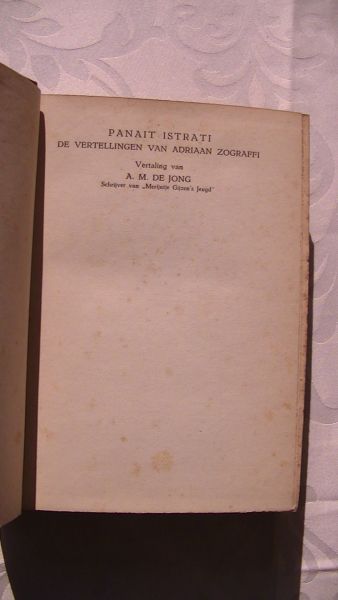 PANAIT ISTRATI
DE VERTELLINGEN VAN ADRIAAN ZOGRAFFI
Vertaling van
A. M. DE JONG
Schrijver van „Merijntje Gijzen's Jeugd"